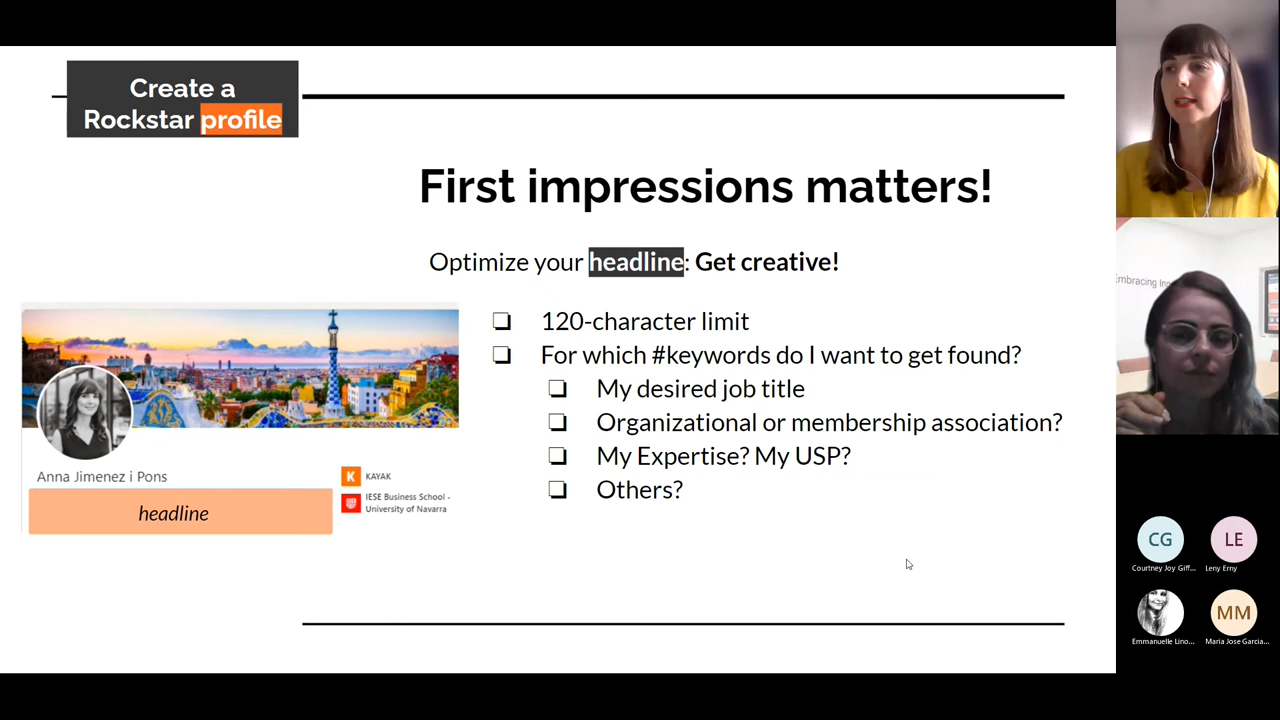 Create a
Rockstar profile
First impressions matters!
Optimize your headline: Get creative!
❏ 120-character limit
❏ For which #keywords do I want to get found?
❏ My desired job title
❏ Organizational or membership association?
❏ My Expertise? My USP?
❏ Others?
Anna Jimenez i Pons
headline
K KAYAK
IESE Business School -
University of Navarra
Embracing
CG
Courtney Joy Giff...
LE
Leny Erny
Emmanuelle Lino...
MM
Maria Jose Garcia...